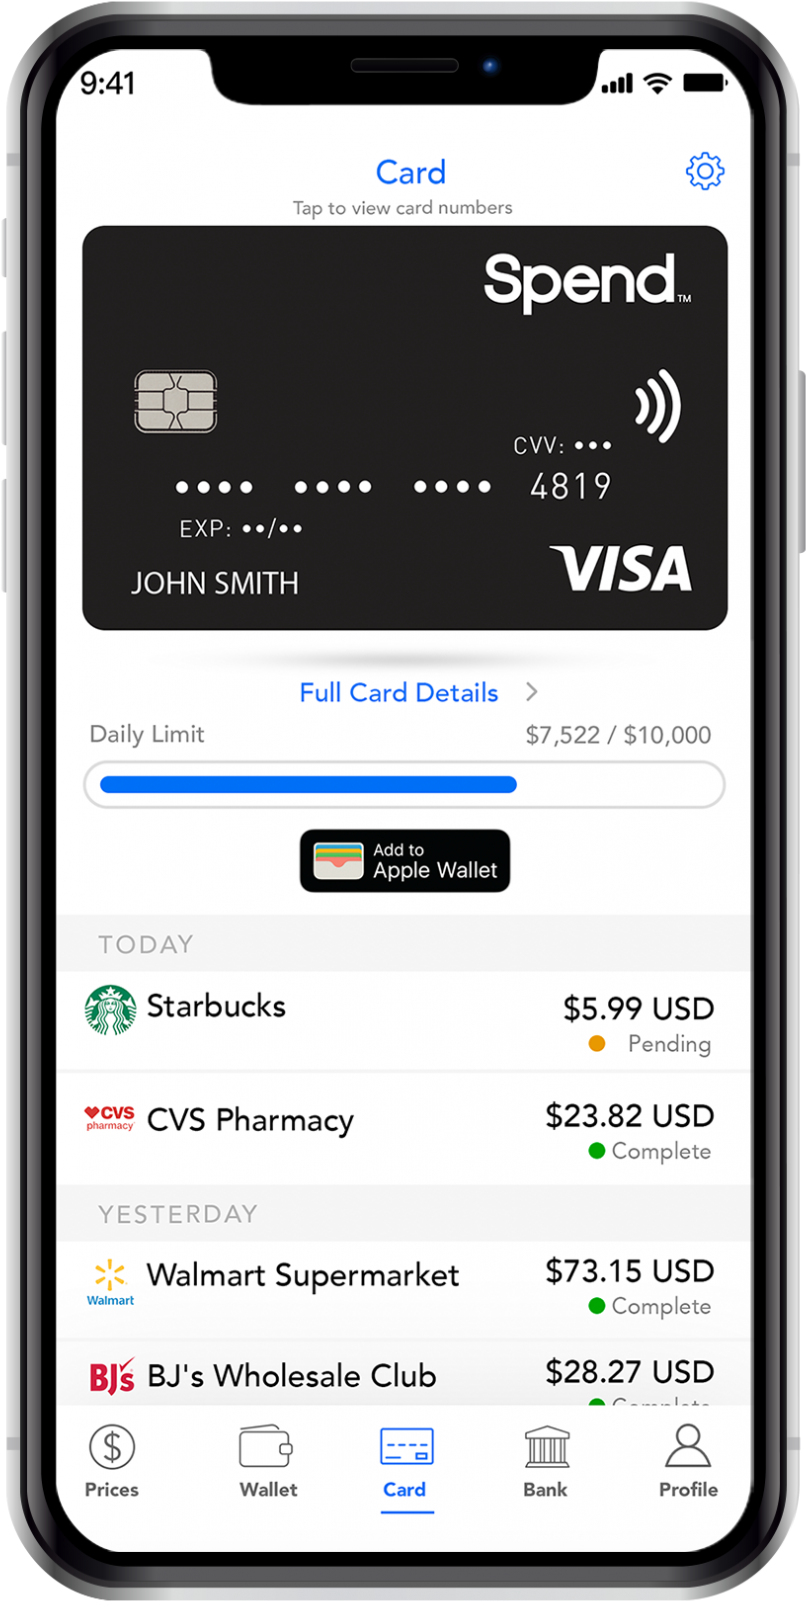 9:41
Card
Tap to view card numbers
Spend™
CVV: •••
•••• •••• •••• 4819
EXP: ••/••
JOHN SMITH
VISA
Full Card Details >
Daily Limit $7,522 / $10,000
Add to
Apple Wallet
TODAY
Starbucks $5.99 USD
Pending
CVS pharmacy CVS Pharmacy $23.82 USD
Complete
YESTERDAY
Walmart Walmart Supermarket $73.15 USD
Complete
BJ's BJ's Wholesale Club $28.27 USD
Complete
Prices Wallet Card Bank Profile